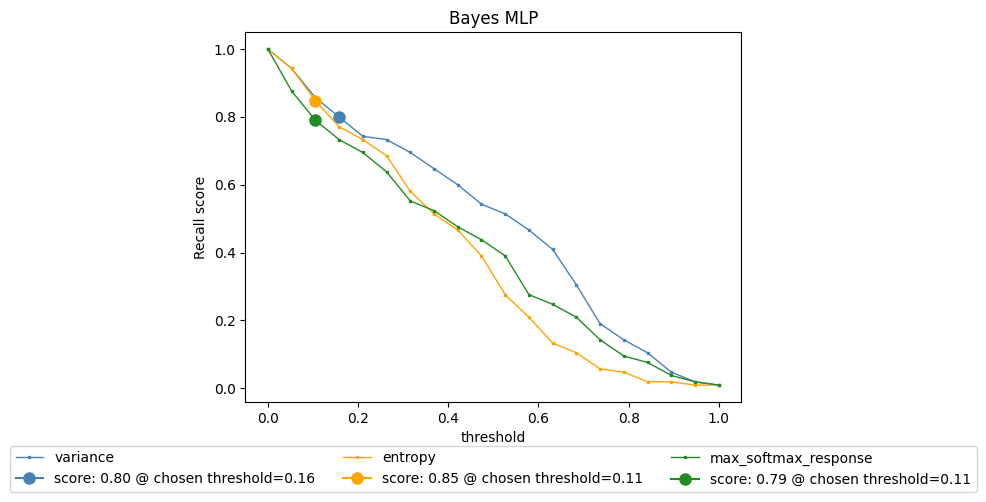 Bayes MLP
1.0
0.8
0.6
0.4
0.2
0.0
Recall score
0.0 0.2 0.4 0.6 0.8 1.0
threshold
variance entropy max_softmax_response
score: 0.80 @ chosen threshold=0.16 score: 0.85 @ chosen threshold=0.11 score: 0.79 @ chosen threshold=0.11